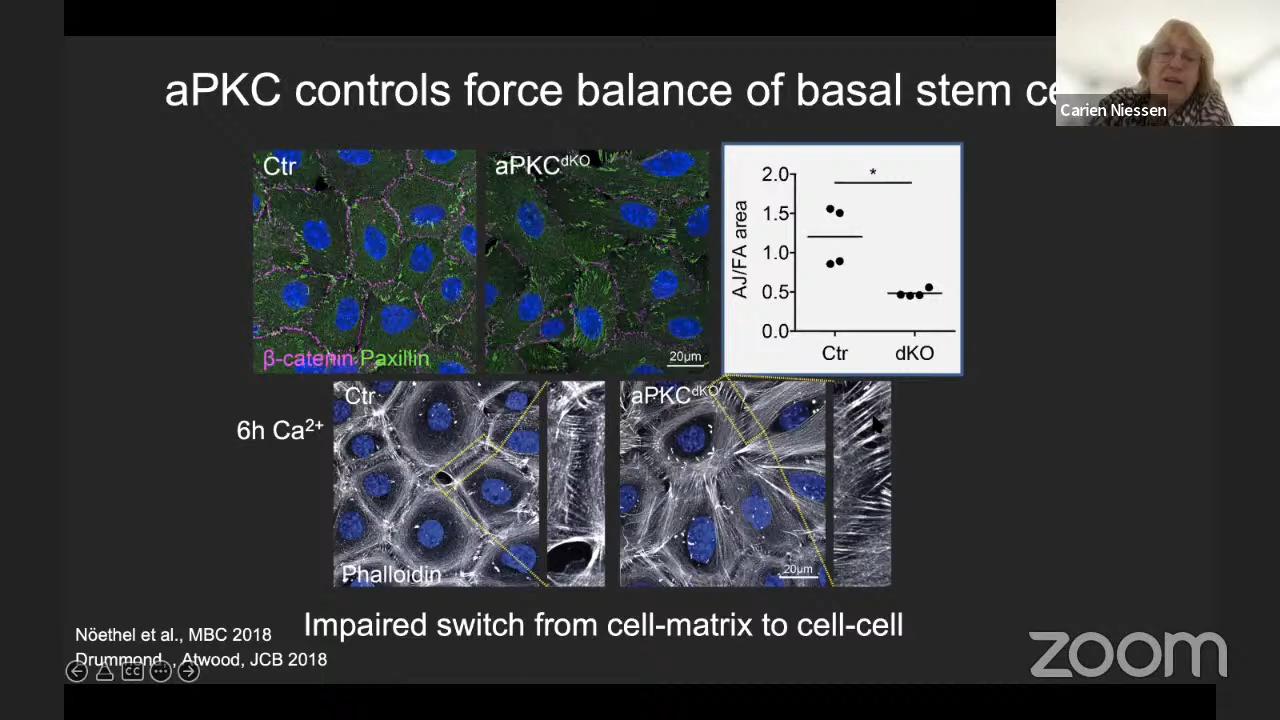 aPKC controls force balance of basal stem ce
Carien Niessen
Ctr
aPKCdKO
β-catenin Paxillin
20μm
2.0
1.5
1.0
0.5
0.0
AJ/FA area
*
Ctr
dKO
6h Ca2+
Ctr
aPKCdKO
Phalloidin
20μm
Impaired switch from cell-matrix to cell-cell
Nöethel et al., MBC 2018
Drummond , Atwood, JCB 2018
CC
zoom